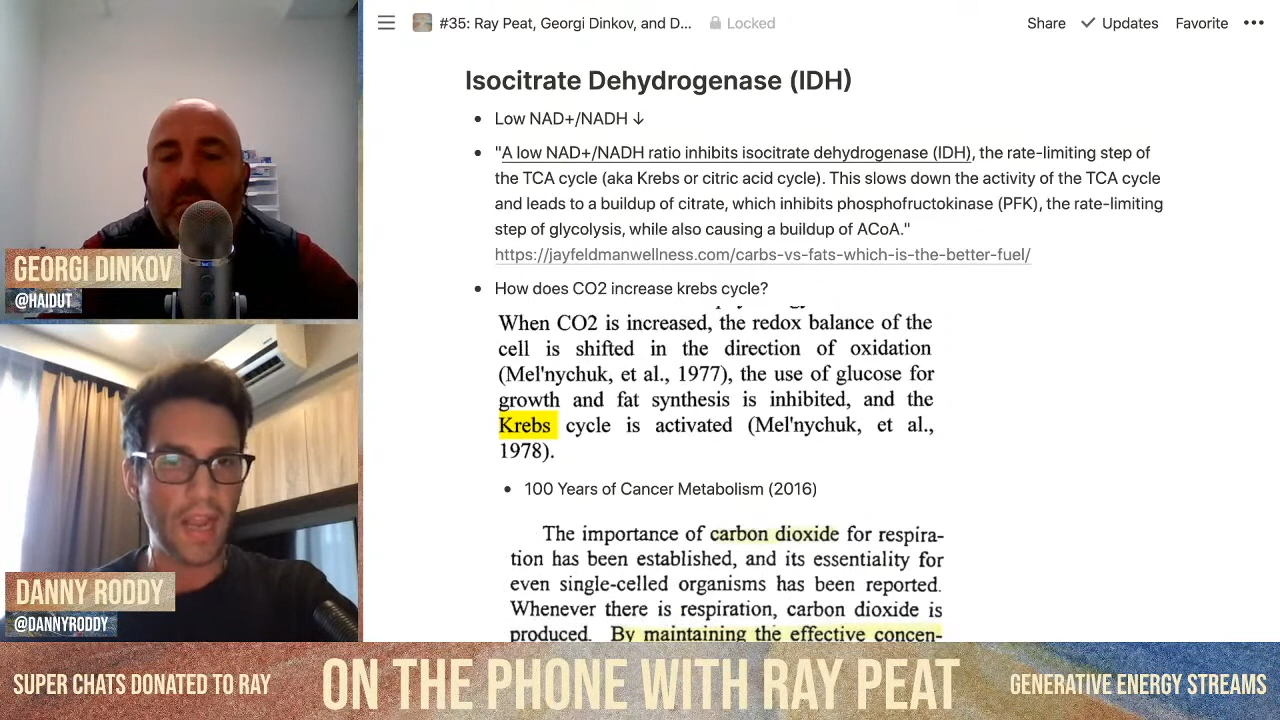 #35: Ray Peat, Georgi Dinkov, and D...
Locked
Share
Updates
Favorite
Isocitrate Dehydrogenase (IDH)
Low NAD+/NADH ↓
"A low NAD+/NADH ratio inhibits isocitrate dehydrogenase (IDH), the rate-limiting step of
the TCA cycle (aka Krebs or citric acid cycle). This slows down the activity of the TCA cycle
and leads to a buildup of citrate, which inhibits phosphofructokinase (PFK), the rate-limiting
step of glycolysis, while also causing a buildup of ACoA."
https://jayfeldmanwellness.com/carbs-vs-fats-which-is-the-better-fuel/
How does CO2 increase krebs cycle?
When CO2 is increased, the redox balance of the
cell is shifted in the direction of oxidation
(Mel'nychuk, et al., 1977), the use of glucose for
growth and fat synthesis is inhibited, and the
Krebs cycle is activated (Mel'nychuk, et al.,
1978).
100 Years of Cancer Metabolism (2016)
The importance of carbon dioxide for respira-
tion has been established, and its essentiality for
even single-celled organisms has been reported.
Whenever there is respiration, carbon dioxide is
produced. By maintaining the effective concen-
GEORGI DINKOV
@HAIDUT
DANNY RODDY
@DANNYRODDY
SUPER CHATS DONATED TO RAY
ON THE PHONE WITH RAY PEAT
GENERATIVE ENERGY STREAMS